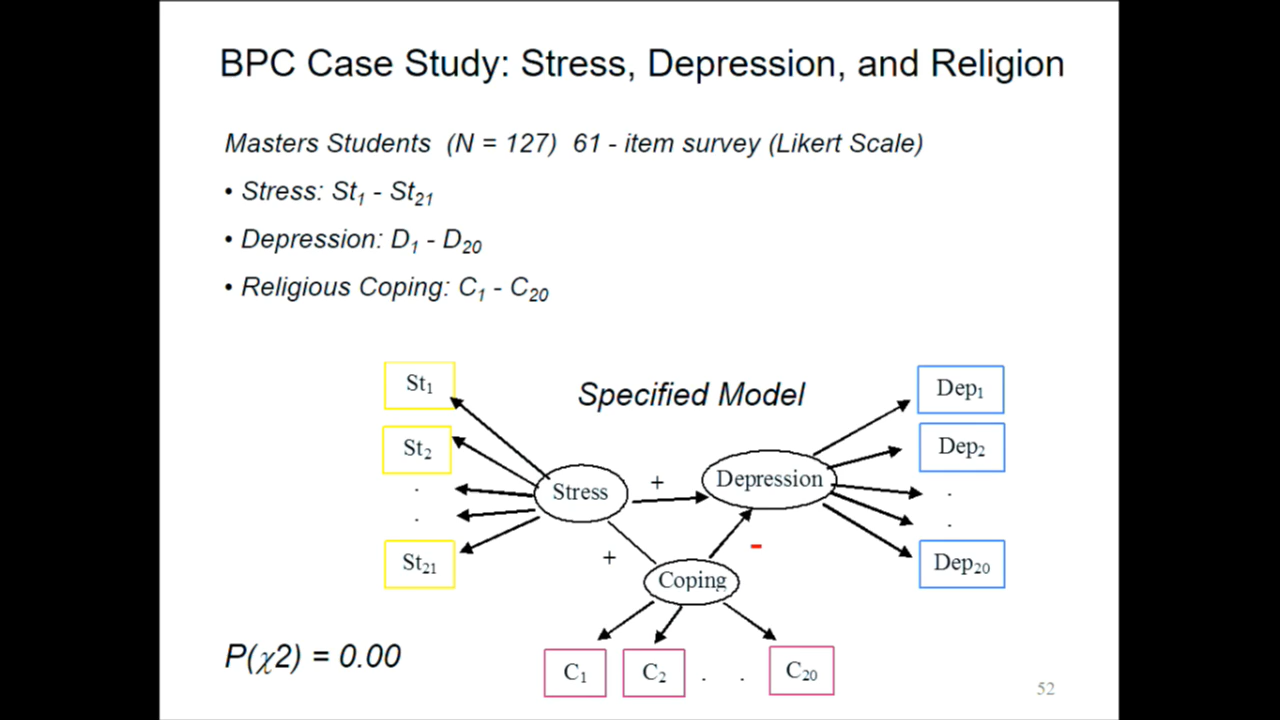 BPC Case Study: Stress, Depression, and Religion
Masters Students (N = 127) 61 - item survey (Likert Scale)
• Stress: St1 - St21
• Depression: D1 - D20
• Religious Coping: C1 - C20
Specified Model
St1
St2
.
.
St21
Stress
+
Depression
+
-
Coping
Dep1
Dep2
.
.
Dep20
C1
C2
. .
C20
P(χ2) = 0.00
52